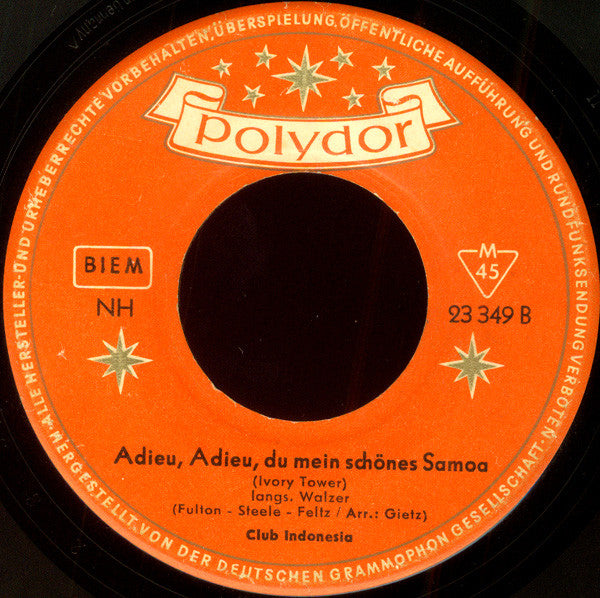 ALLE HERSTELLER-UND URHEBERRECHTE VORBEHALTEN. ÜBERSPIELUNG, ÖFFENTLICHE AUFFÜHRUNG UND RUNDFUNKSENDUNG VERBOTEN
polydor
BIEM
NH
M
45
23 349 B
Adieu, Adieu, du mein schönes Samoa
(Ivory Tower)
langs. Walzer
(Fulton - Steele - Feltz / Arr.: Gietz)
Club Indonesia
HERGESTELLT VON DER DEUTSCHEN GRAMMOPHON GESELLSCHAFT